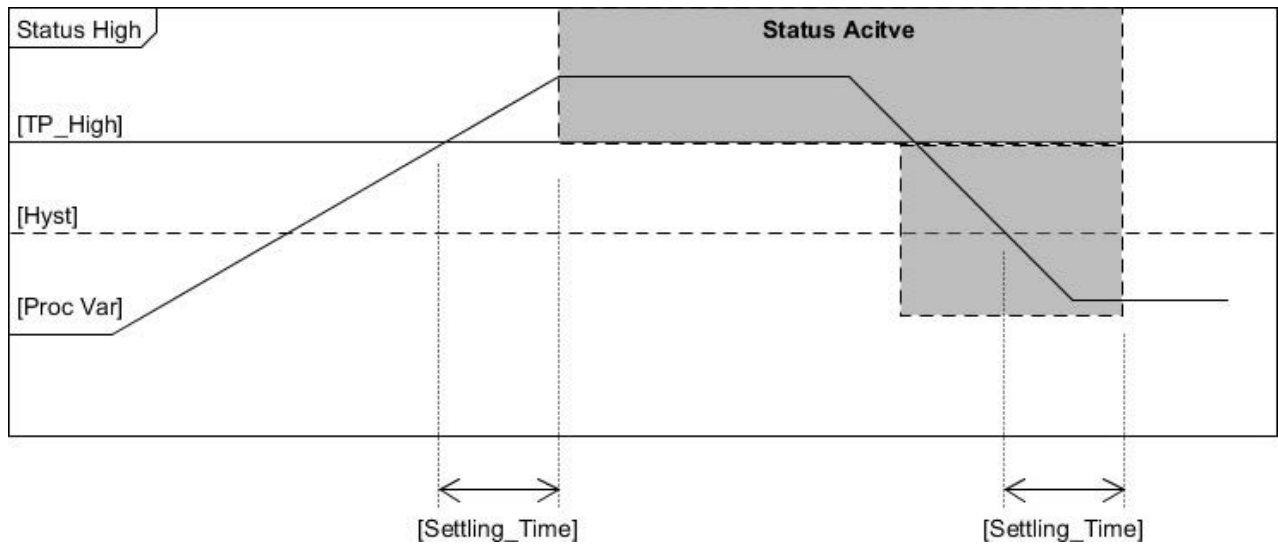 Status High
Status Acitve
[TP_High]
[Hyst]
[Proc Var]
[Settling_Time]
[Settling_Time]